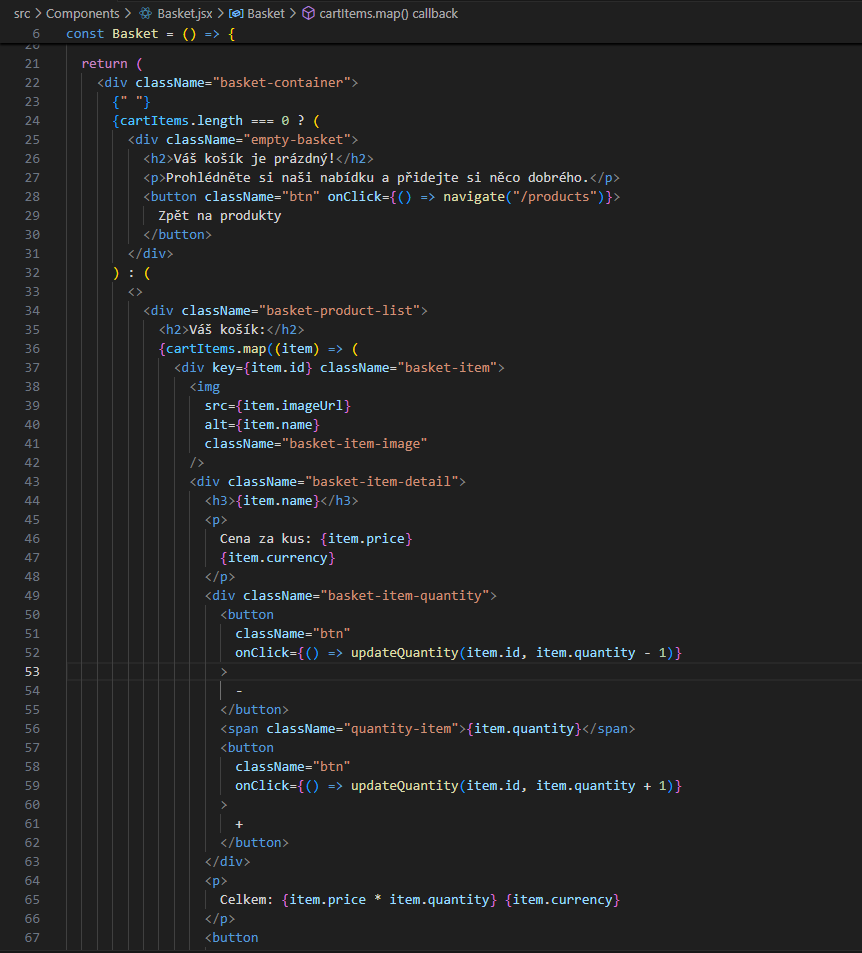 src > Components > Basket.jsx > Basket > cartItems.map() callback
6 const Basket = () => {
20
21 return (
22 <div className="basket-container">
23 {" "}
24 {cartItems.length === 0 ? (
25 <div className="empty-basket">
26 <h2>Váš košík je prázdný!</h2>
27 <p>Prohlédněte si naši nabídku a přidejte si něco dobrého.</p>
28 <button className="btn" onClick={() => navigate("/products")}>
29 Zpět na produkty
30 </button>
31 </div>
32 ) : (
33 <>
34 <div className="basket-product-list">
35 <h2>Váš košík:</h2>
36 {cartItems.map((item) => (
37 <div key={item.id} className="basket-item">
38 <img
39 src={item.imageUrl}
40 alt={item.name}
41 className="basket-item-image"
42 />
43 <div className="basket-item-detail">
44 <h3>{item.name}</h3>
45 <p>
46 Cena za kus: {item.price}
47 {item.currency}
48 </p>
49 <div className="basket-item-quantity">
50 <button
51 className="btn"
52 onClick={() => updateQuantity(item.id, item.quantity - 1)}
53 >
54 -
55 </button>
56 <span className="quantity-item">{item.quantity}</span>
57 <button
58 className="btn"
59 onClick={() => updateQuantity(item.id, item.quantity + 1)}
60 >
61 +
62 </button>
63 </div>
64 <p>
65 Celkem: {item.price * item.quantity} {item.currency}
66 </p>
67 <button